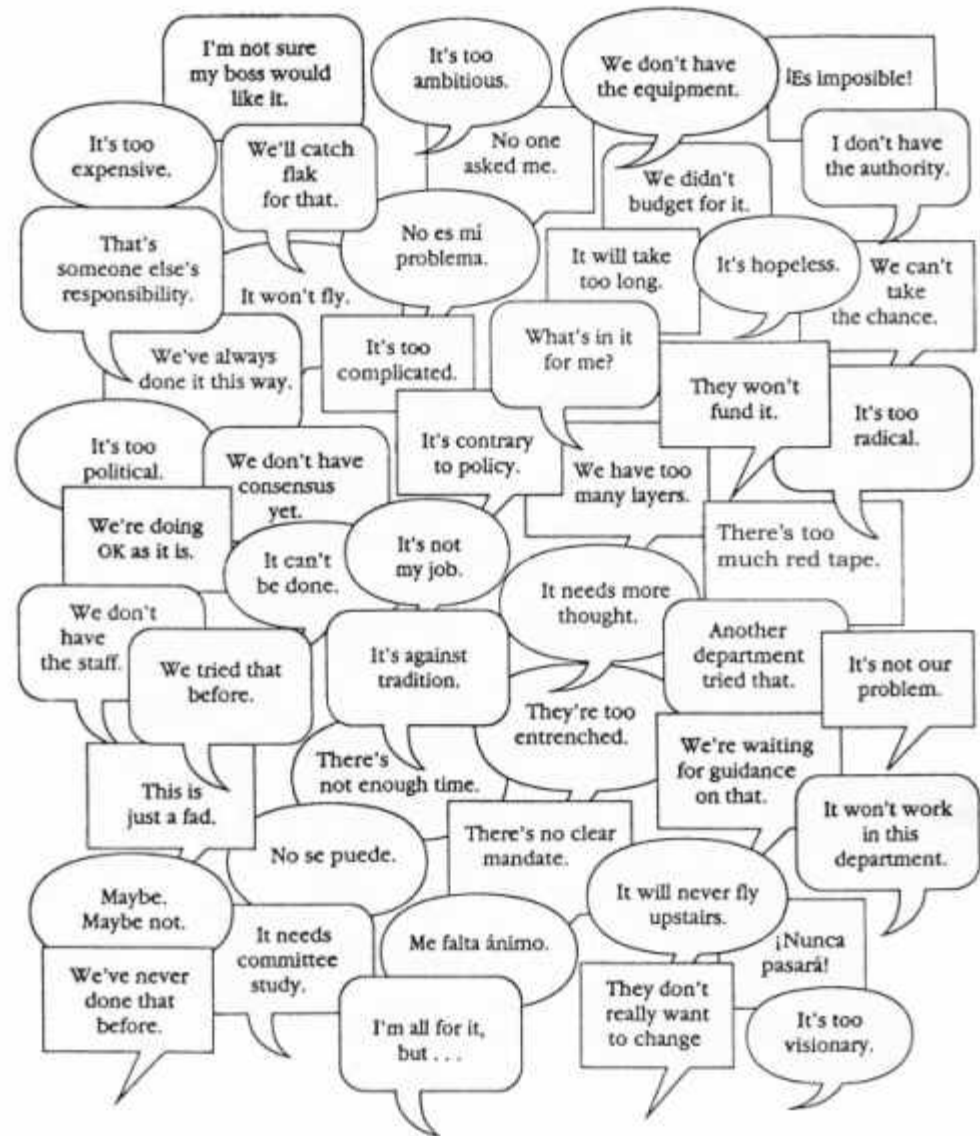 I'm not sure
my boss would
like it.
It's too
ambitious.
We don't have
the equipment.
¡Es imposible!
It's too
expensive.
We'll catch
flak
for that.
No one
asked me.
We didn't
budget for it.
I don't have
the authority.
That's
someone else's
responsibility.
It won't fly.
No es mi
problema.
It will take
too long.
It's hopeless.
We can't
take
the chance.
We've always
done it this way.
It's too
complicated.
What's in it
for me?
They won't
fund it.
It's too
radical.
It's too
political.
We don't have
consensus
yet.
It's contrary
to policy.
We have too
many layers.
We're doing
OK as it is.
It can't
be done.
It's not
my job.
It needs more
thought.
There's too
much red tape.
We don't
have
the staff.
We tried that
before.
It's against
tradition.
They're too
entrenched.
Another
department
tried that.
It's not our
problem.
This is
just a fad.
There's
not enough time.
We're waiting
for guidance
on that.
It won't work
in this
department.
Maybe.
Maybe not.
No se puede.
There's no clear
mandate.
It will never fly
upstairs.
We've never
done that
before.
It needs
committee
study.
Me falta ánimo.
¡Nunca
pasará!
I'm all for it,
but . . .
They don't
really want
to change
It's too
visionary.